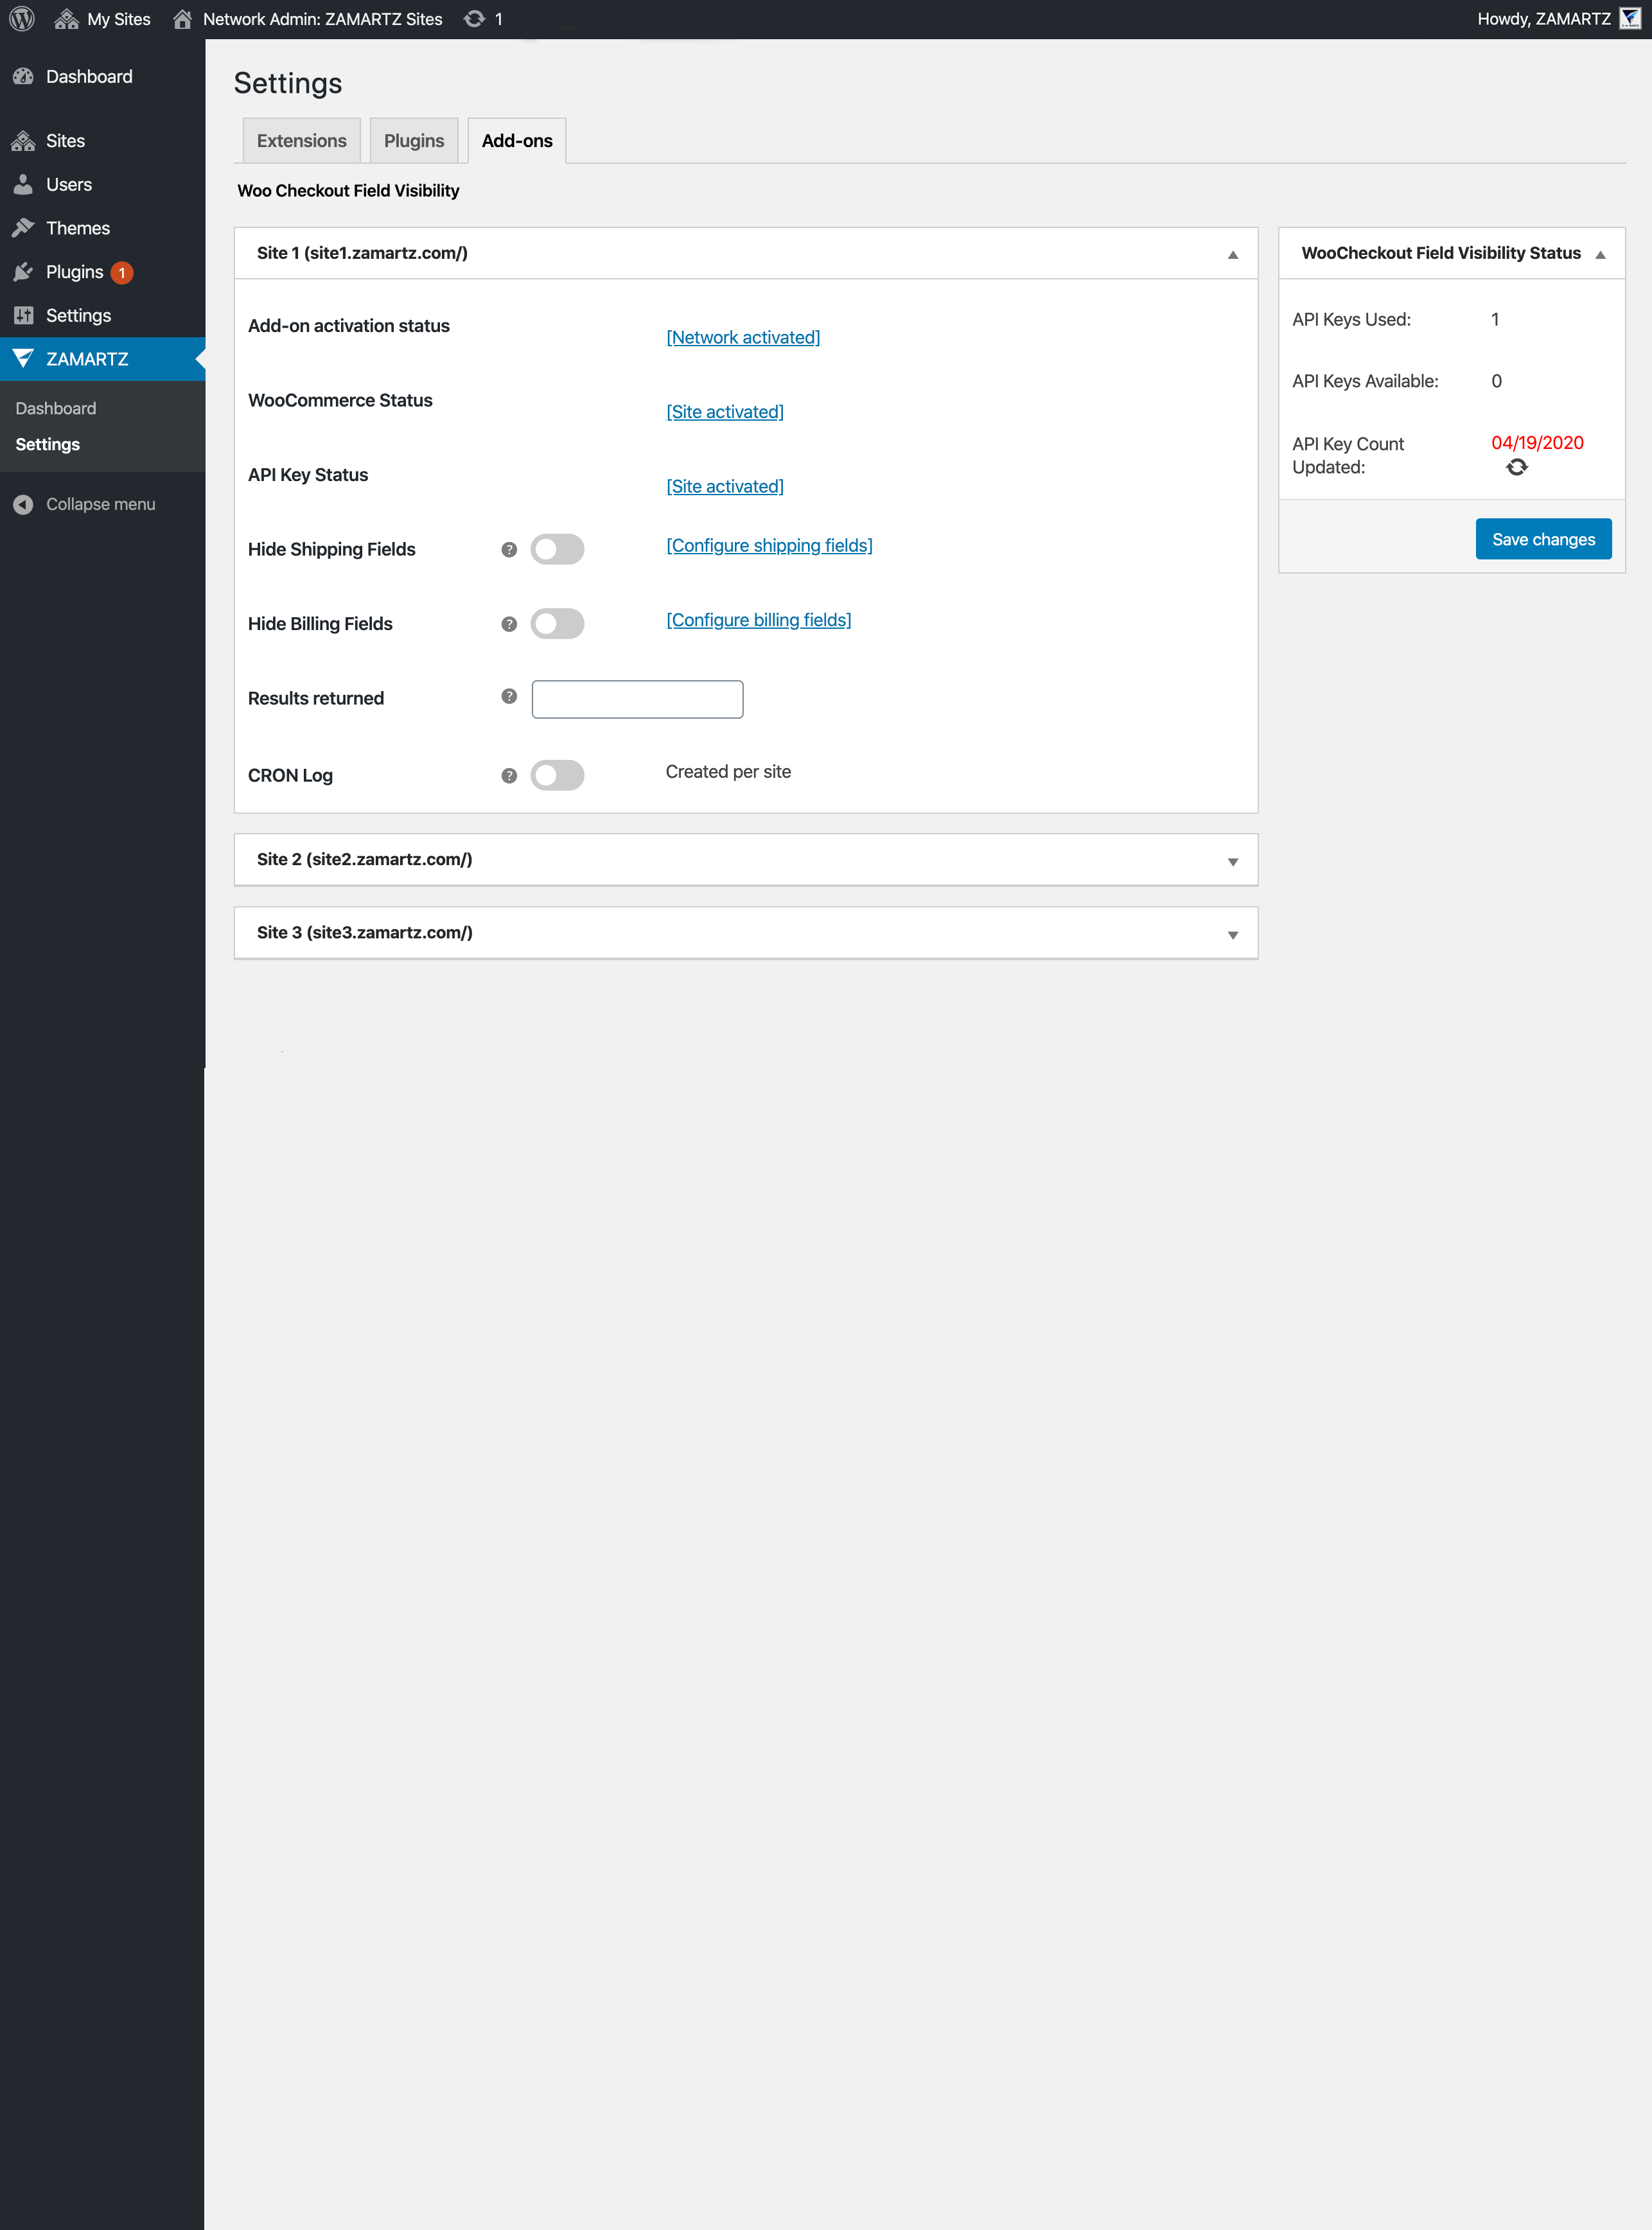 My Sites
Network Admin: ZAMARTZ Sites
1
Howdy, ZAMARTZ
Dashboard
Sites
Users
Themes
Plugins 1
Settings
ZAMARTZ
Dashboard
Settings
Collapse menu
Settings
Extensions
Plugins
Add-ons
Woo Checkout Field Visibility
Site 1 (site1.zamartz.com/)
Add-on activation status
[Network activated]
WooCommerce Status
[Site activated]
API Key Status
[Site activated]
Hide Shipping Fields
?
[Configure shipping fields]
Hide Billing Fields
?
[Configure billing fields]
Results returned
?
CRON Log
?
Created per site
Site 2 (site2.zamartz.com/)
Site 3 (site3.zamartz.com/)
WooCheckout Field Visibility Status
API Keys Used: 1
API Keys Available: 0
API Key Count
Updated:
04/19/2020
Save changes